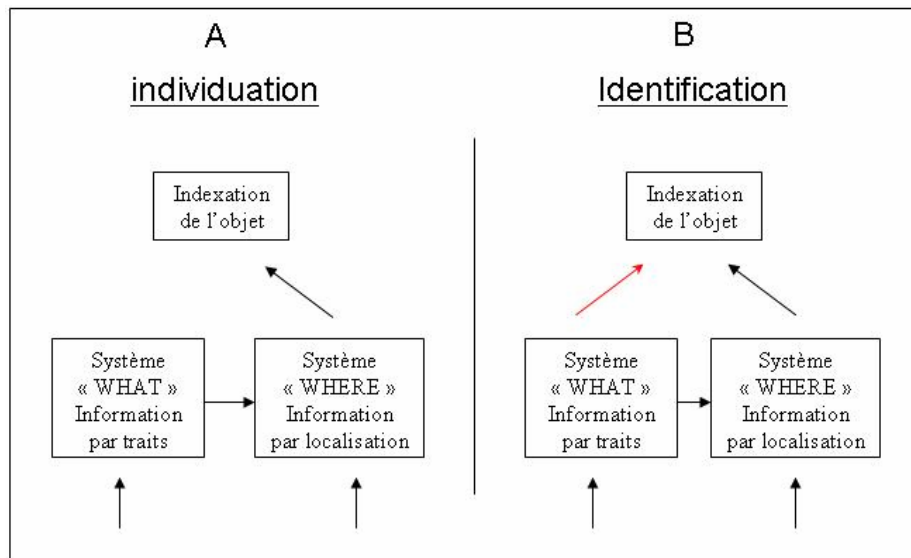 A
individuation
Indexation
de l'objet
Système
« WHAT »
Information
par traits
Système
« WHERE »
Information
par localisation
B
Identification
Indexation
de l'objet
Système
« WHAT »
Information
par traits
Système
« WHERE »
Information
par localisation